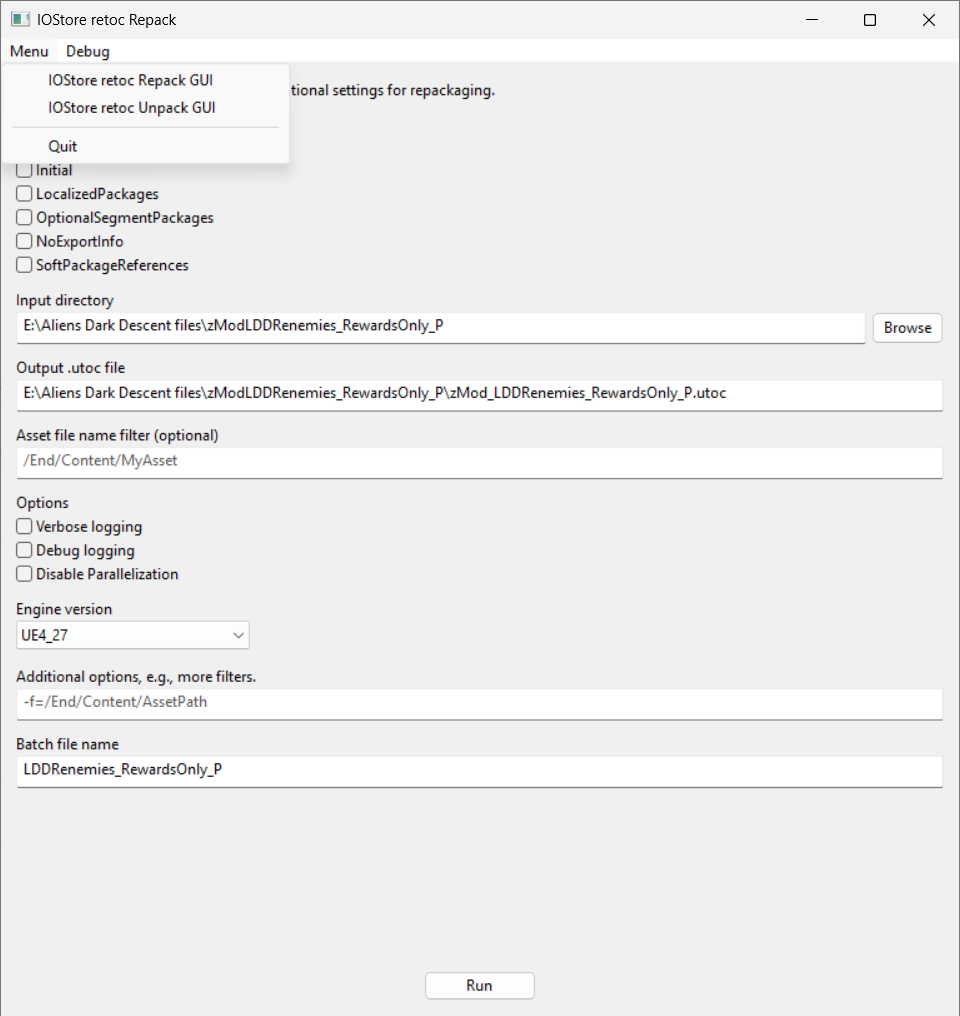 IOStore retoc Repack
Menu Debug
IOStore retoc Repack GUI
tional settings for repackaging.
IOStore retoc Unpack GUI
Quit
Initial
LocalizedPackages
OptionalSegmentPackages
NoExportInfo
SoftPackageReferences
Input directory
E:\Aliens Dark Descent files\zModLDDRenemies_RewardsOnly_P
Browse
Output .utoc file
E:\Aliens Dark Descent files\zModLDDRenemies_RewardsOnly_P\zMod_LDDRenemies_RewardsOnly_P.utoc
Asset file name filter (optional)
/End/Content/MyAsset
Options
Verbose logging
Debug logging
Disable Parallelization
Engine version
UE4_27
Additional options, e.g., more filters.
-f=/End/Content/AssetPath
Batch file name
LDDRenemies_RewardsOnly_P
Run